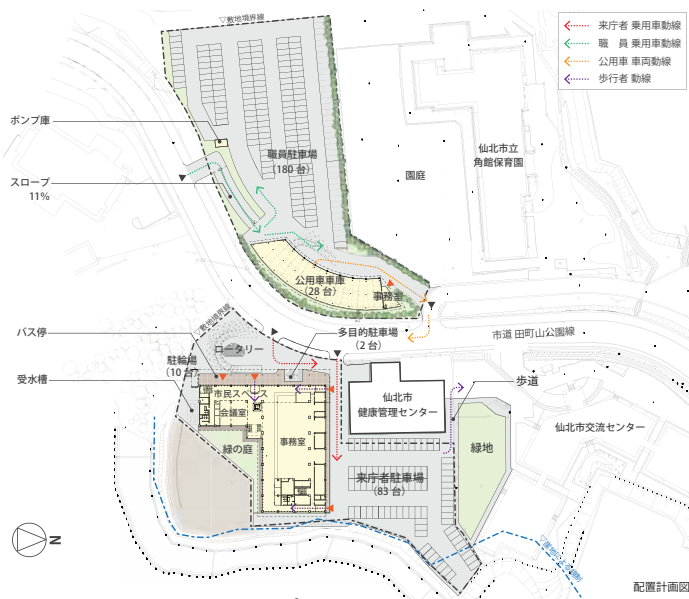 ▽敷地境界線
来庁者 乗用車動線
職　員 乗用車動線
公用車 車両動線
歩行者 動線
ポンプ庫
職員駐車場
（180 台）
仙北市立
角館保育園
園庭
スロープ
11%
公用車車庫
（28 台）
事務室
▽敷地境界線
バス停
ロータリー
多目的駐車場
（2 台）
市道 田町山公園線
駐輪場
（10 台）
受水槽
市民スペース
会議室
仙北市
健康管理センター
歩道
緑の庭
事務室
緑地
仙北市交流センター
来庁者駐車場
（83 台）
N
配置計画図